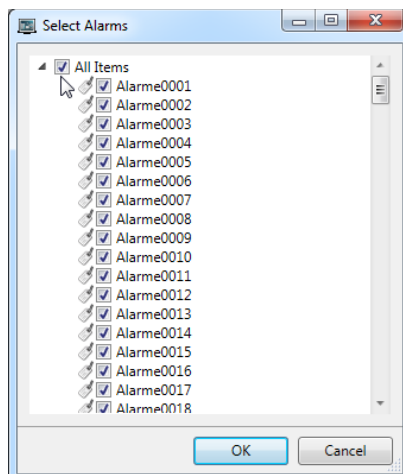 Select Alarms
All Items
Alarme0001
Alarme0002
Alarme0003
Alarme0004
Alarme0005
Alarme0006
Alarme0007
Alarme0008
Alarme0009
Alarme0010
Alarme0011
Alarme0012
Alarme0013
Alarme0014
Alarme0015
Alarme0016
Alarme0017
Alarme0018
OK Cancel